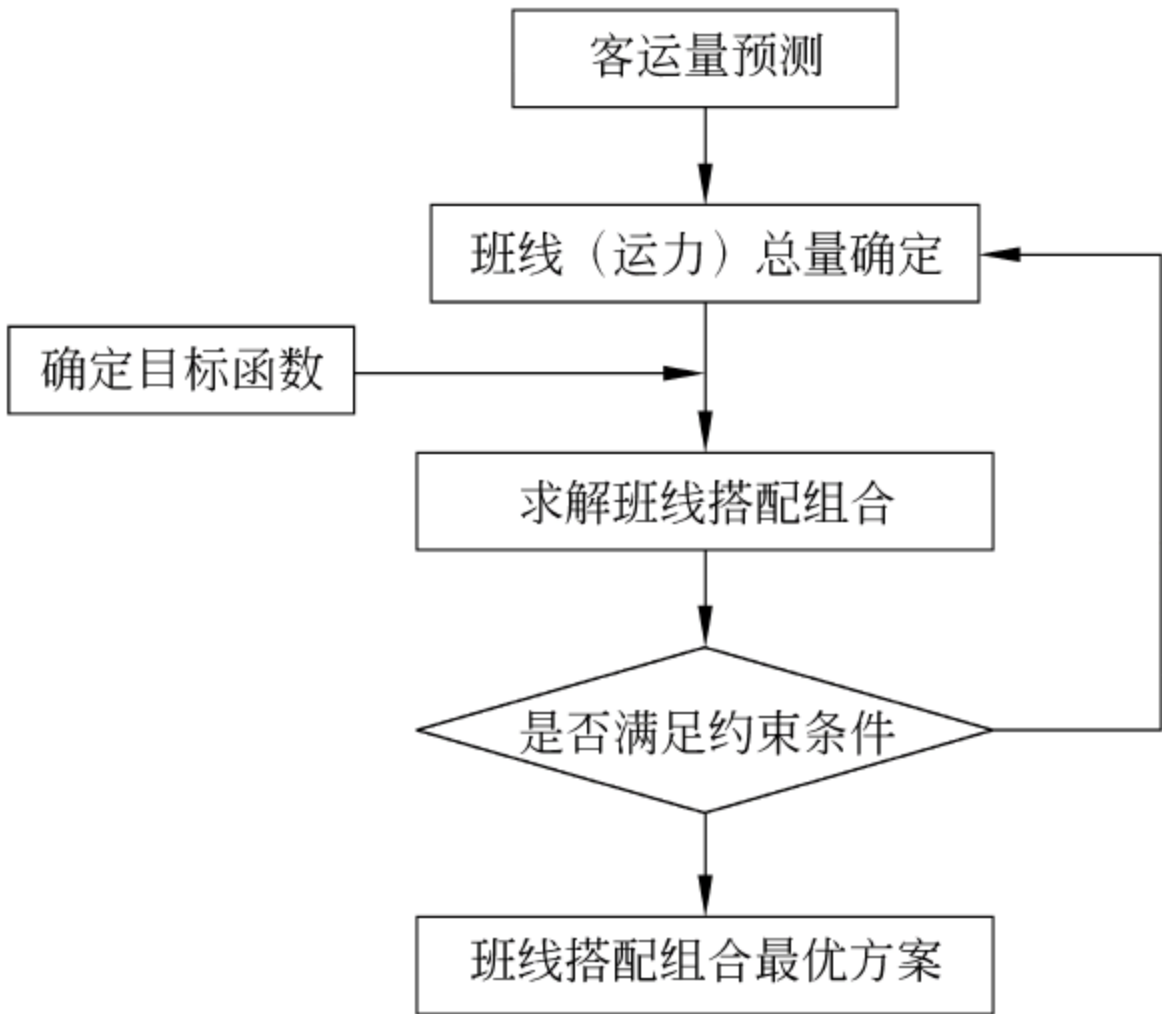 客运量预测
班线（运力）总量确定
确定目标函数
求解班线搭配组合
是否满足约束条件
班线搭配组合最优方案